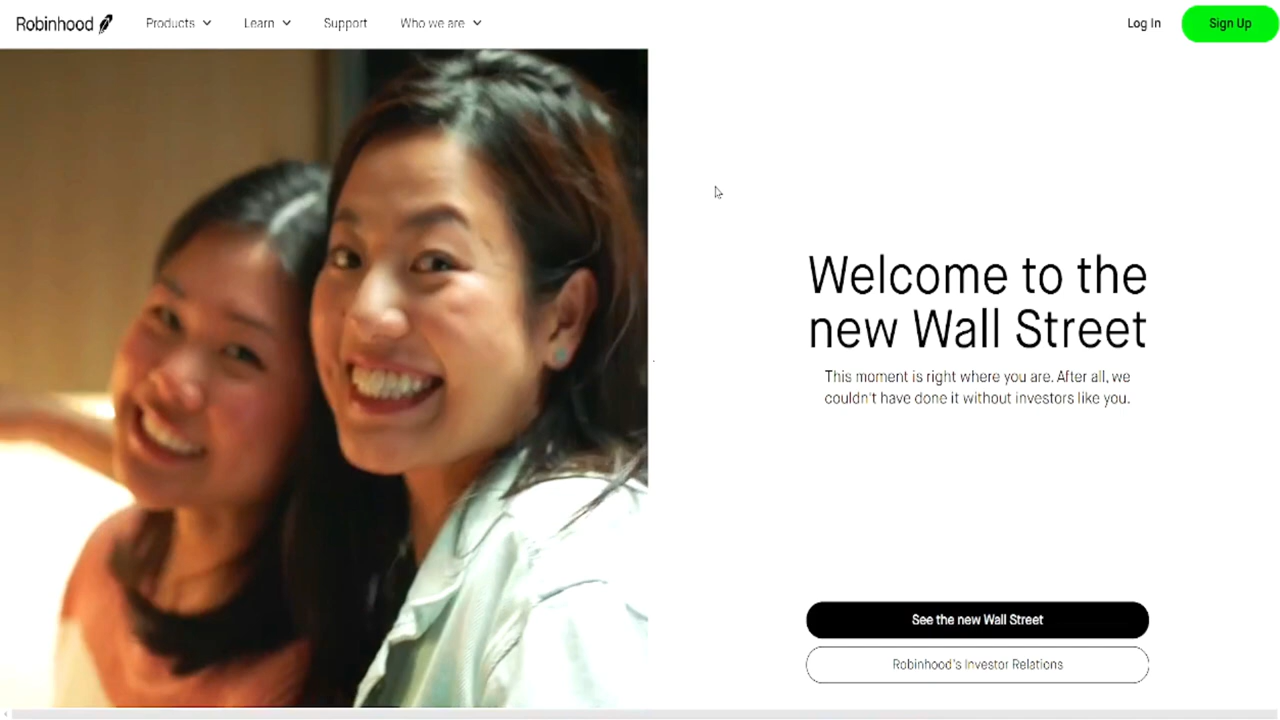 Robinhood
Products
Learn
Support
Who we are
Log In
Sign Up
Welcome to the
new Wall Street
This moment is right where you are. After all, we
couldn't have done it without investors like you.
See the new Wall Street
Robinhood's Investor Relations